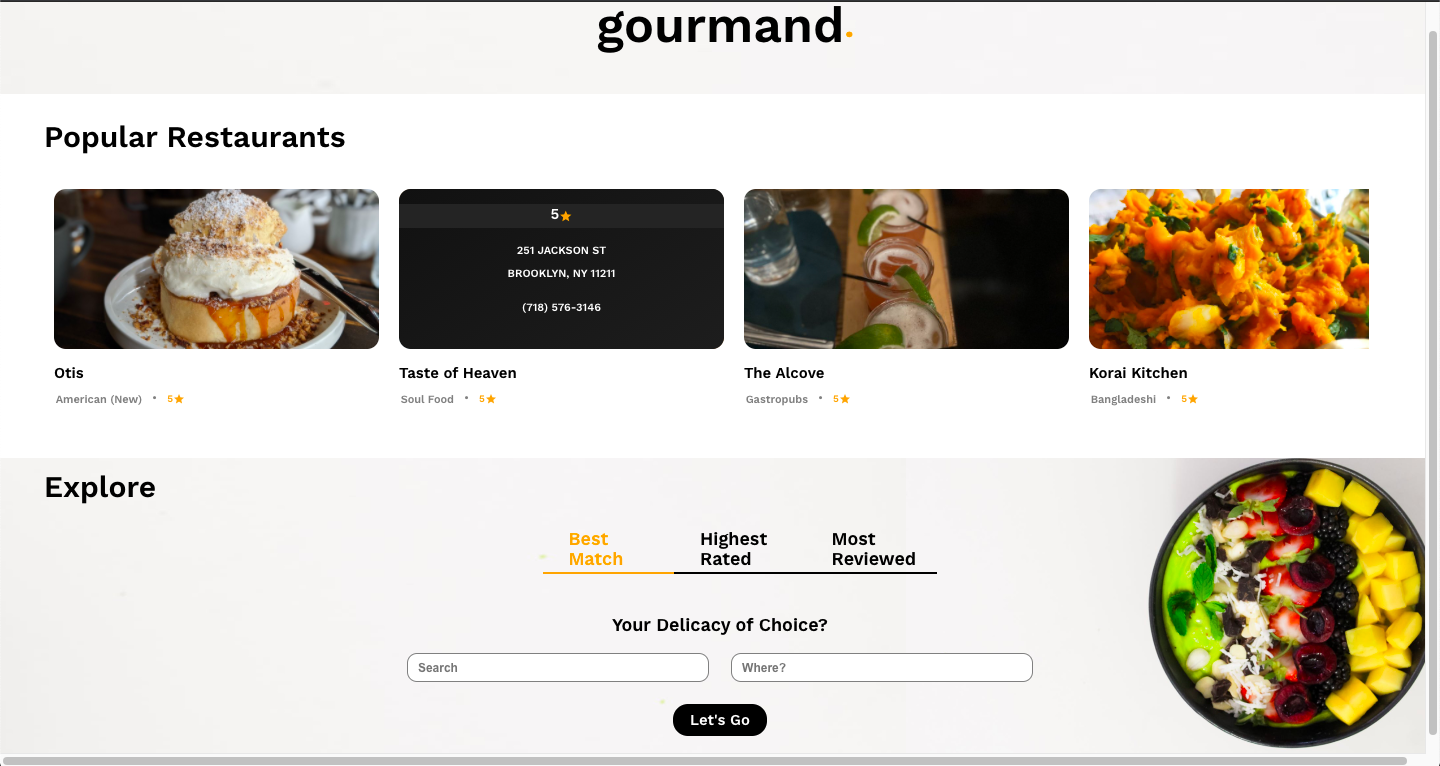 gourmand.
Popular Restaurants
5
251 JACKSON ST
BROOKLYN, NY 11211
(718) 576-3146
Otis
American (New) • 5
Taste of Heaven
Soul Food • 5
The Alcove
Gastropubs • 5
Korai Kitchen
Bangladeshi • 5
Explore
Best
Match
Highest
Rated
Most
Reviewed
Your Delicacy of Choice?
Search
Where?
Let's Go